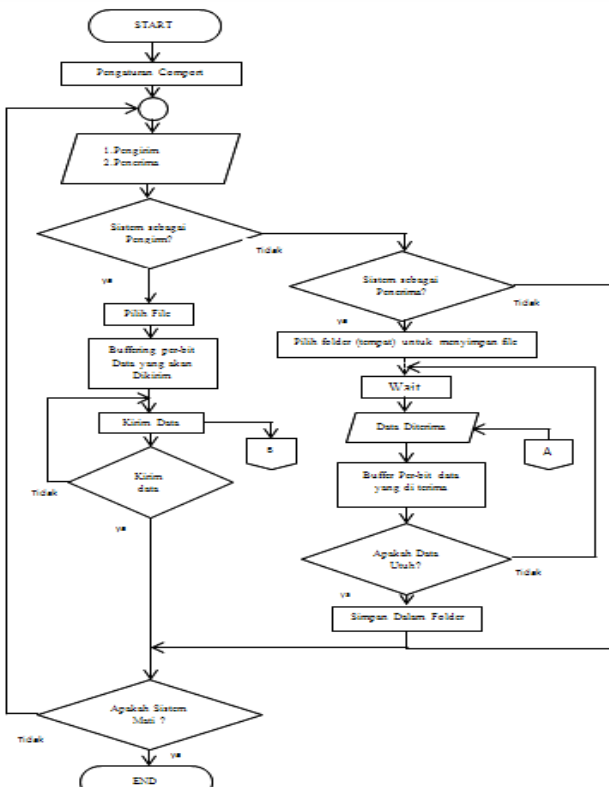 START
Pengaturan Comport
1.Pengirim
2.Penerima
Sistem sebagai
Pengirm?
Tidak
ya
Pilih File
Buffering per-bit
Data yang akan
Dikirim
Kirim Data
Kirim
data
Tidak
ya
Sistem sebagai
Penerima?
Tidak
ya
Pilih folder (tempat) untuk menyimpan file
Wait
Data Diterima
A
Buffer Per-bit data
yang di terima
Apakah Data
Utuh?
Tidak
ya
Simpan Dalam Folder
Apakah Sistem
Mati ?
Tidak
ya
END